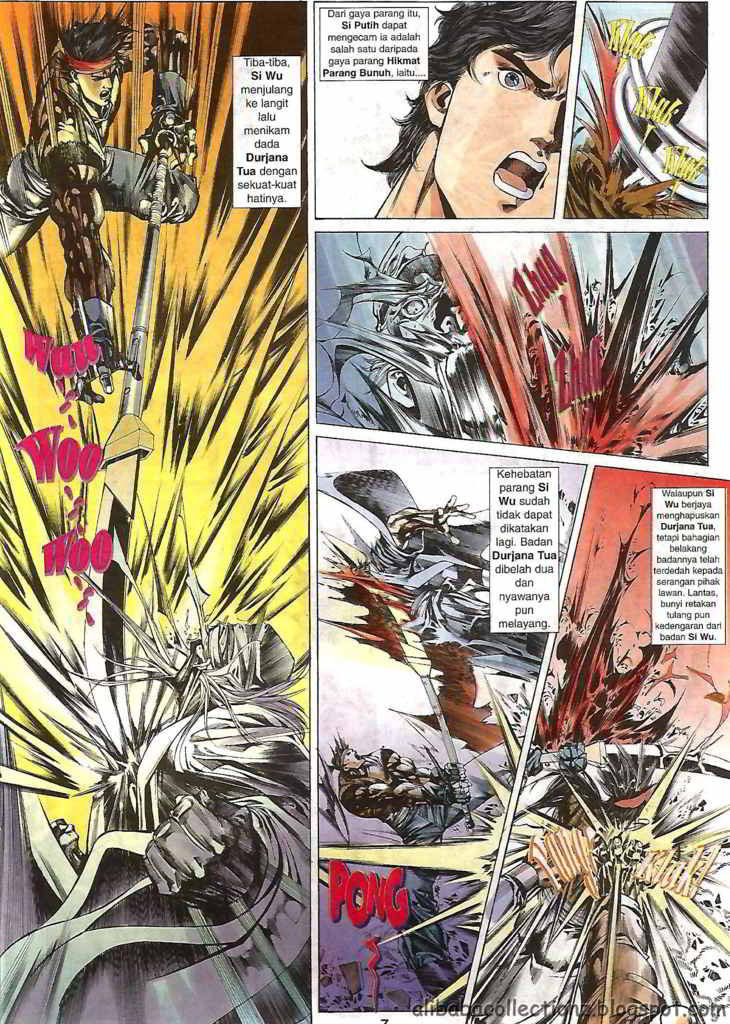 Tiba-tiba,
Si Wu
menjulang
ke langit
lalu
menikam
dada
Durjana
Tua dengan
sekuat-kuat
hatinya.
Wuu
Woo
Woo
Dari gaya parang itu,
Si Putih dapat
mengecam ia adalah
salah satu daripada
gaya parang Hikmat
Parang Bunuh, iaitu....
Kehebatan
parang Si
Wu sudah
tidak dapat
dikatakan
lagi. Badan
Durjana Tua
dibelah dua
dan
nyawanya
pun
melayang.
PONG
Walaupun Si
Wu berjaya
menghapuskan
Durjana Tua,
tetapi bahagian
belakang
badannya telah
terdedah kepada
serangan pihak
lawan. Lantas,
bunyi retakan
tulang pun
kedengaran dari
badan Si Wu.
7
alibabacollectionz.blogspot.com